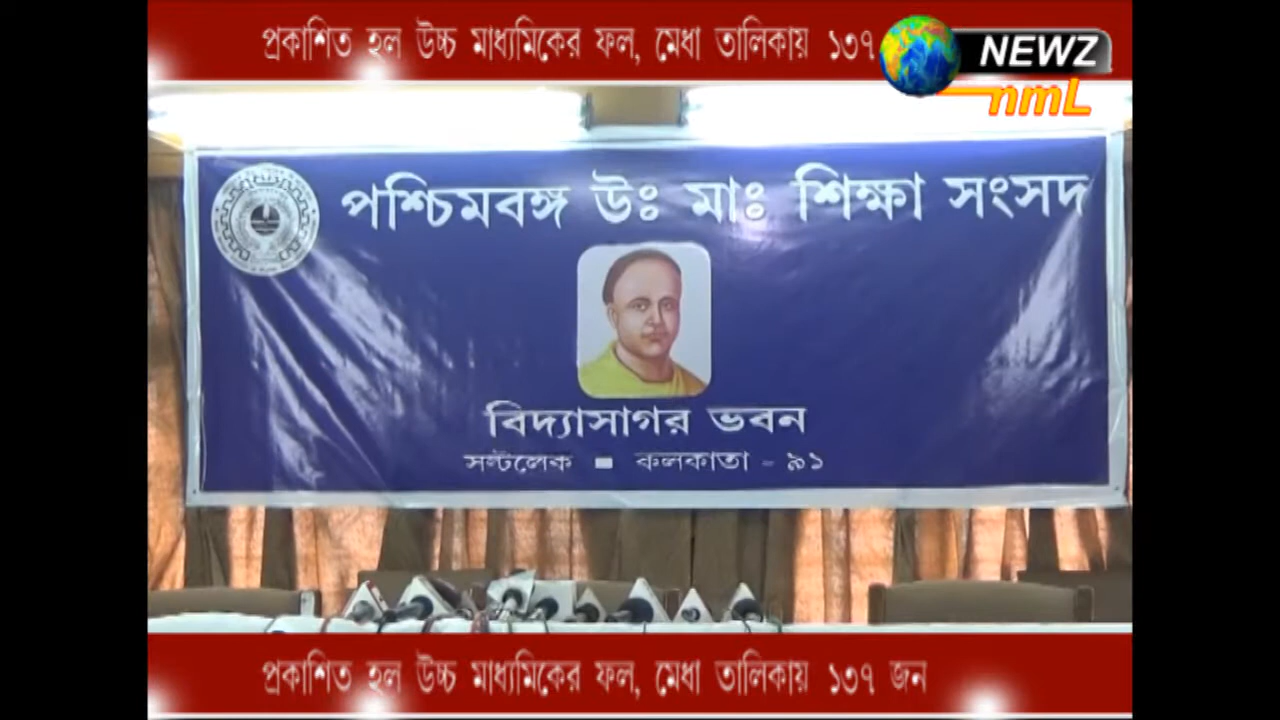 প্রকাশিত হল উচ্চ মাধ্যমিকের ফল, মেধা তালিকায় ১৩৭
NEWZ
nmL
পশ্চিমবঙ্গ উঃ মাঃ শিক্ষা সংসদ
বিদ্যাসাগর ভবন
সল্টলেক ▪ কলকাতা - ৯১
প্রকাশিত হল উচ্চ মাধ্যমিকের ফল, মেধা তালিকায় ১৩৭ জন